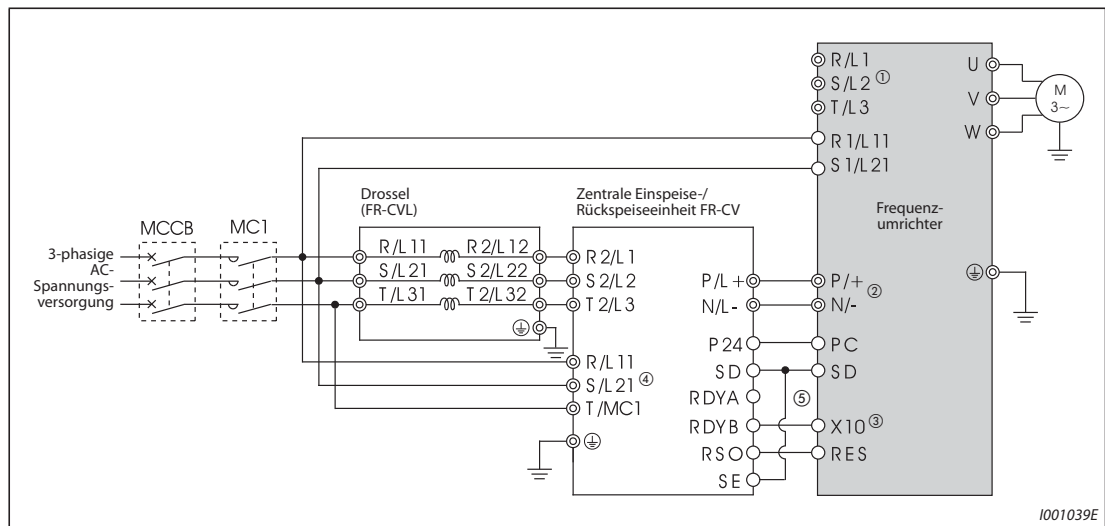 R/L1
S/L2 ①
T/L3
R1/L11
S1/L21
U
V
W
M
3~
Frequenz-
umrichter
Drossel
(FR-CVL)
Zentrale Einspeise-/
Rückspeiseeinheit FR-CV
MCCB
MC1
3-phasige
AC-
Spannungs-
versorgung
R/L11
R2/L12
S/L21
S2/L22
T/L31
T2/L32
R2/L1
S2/L2
T2/L3
R/L11
S/L21 ④
T/MC1
P/L+
N/L-
P24
SD
RDYA
RDYB
RSO
SE
⑤
P/+
②
N/-
PC
SD
X10 ③
RES
I001039E